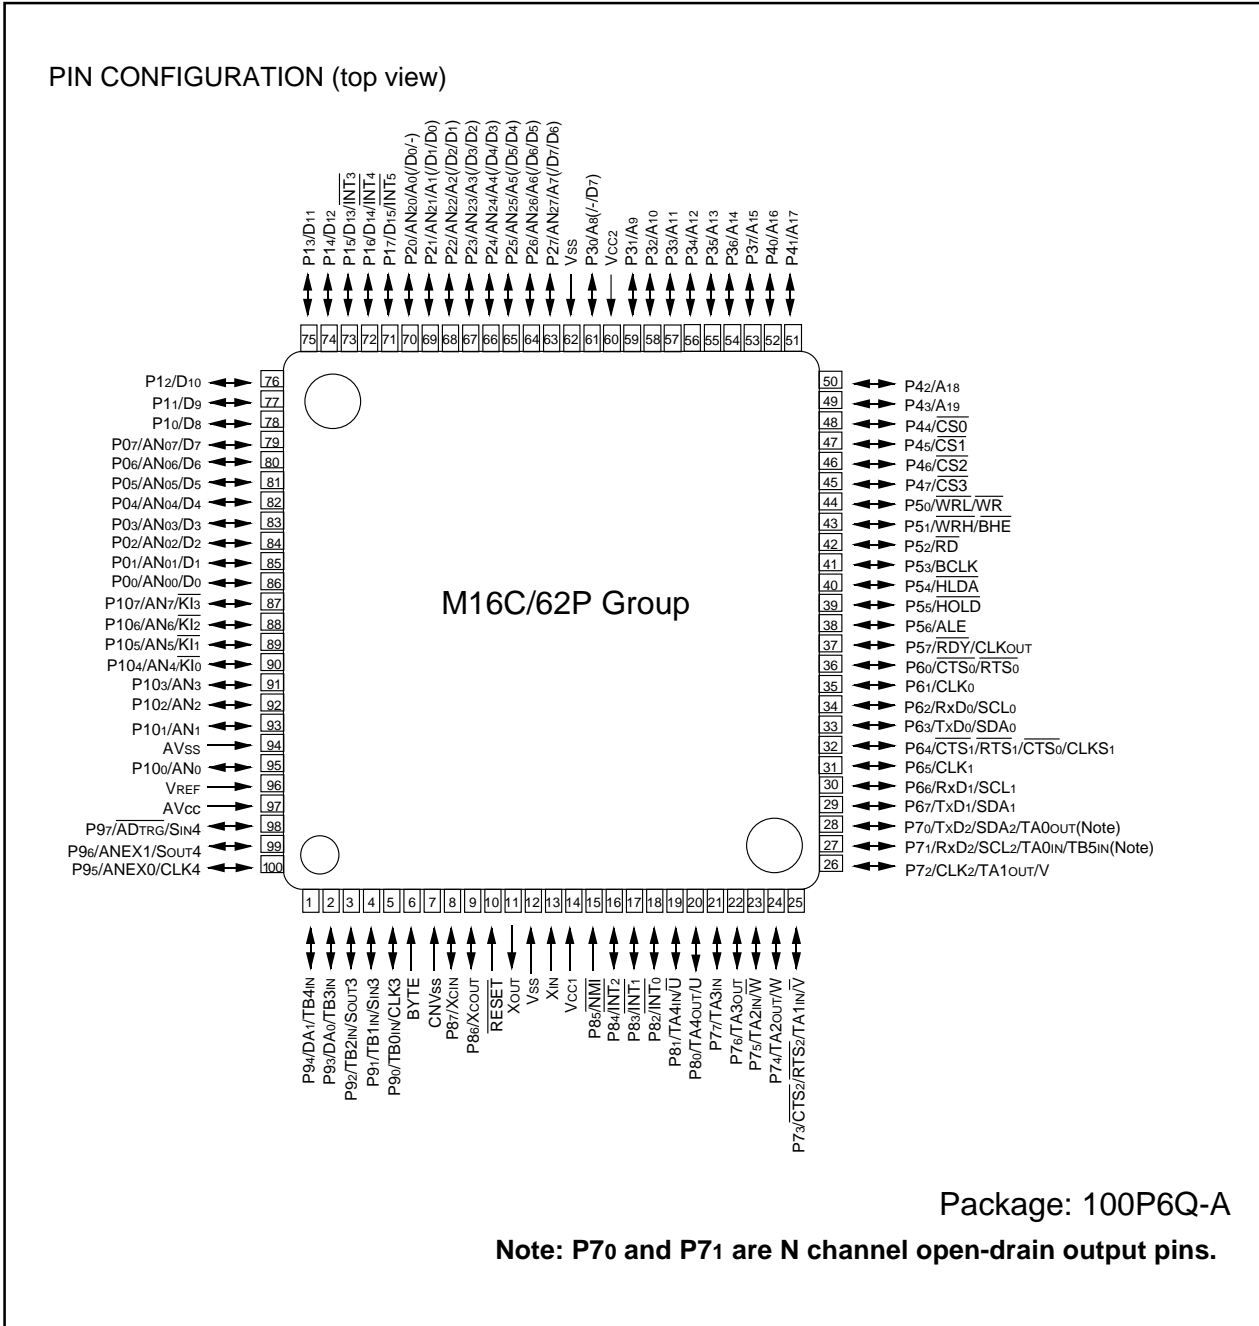 PIN CONFIGURATION (top view)
P13/D11
P14/D12
P15/D13/INT3
P16/D14/INT4
P17/D15/INT5
P20/AN20/A0(/D0/-)
P21/AN21/A1(/D1/D0)
P22/AN22/A2(/D2/D1)
P23/AN23/A3(/D3/D2)
P24/AN24/A4(/D4/D3)
P25/AN25/A5(/D5/D4)
P26/AN26/A6(/D6/D5)
P27/AN27/A7(/D7/D6)
Vss
P30/A8(/-/D7)
VCC2
P31/A9
P32/A10
P33/A11
P34/A12
P35/A13
P36/A14
P37/A15
P40/A16
P41/A17
75 74 73 72 71 70 69 68 67 66 65 64 63 62 61 60 59 58 57 56 55 54 53 52 51
P12/D10 76
P11/D9 77
P10/D8 78
P07/AN07/D7 79
P06/AN06/D6 80
P05/AN05/D5 81
P04/AN04/D4 82
P03/AN03/D3 83
P02/AN02/D2 84
P01/AN01/D1 85
P00/AN00/D0 86
P107/AN7/KI3 87
P106/AN6/KI2 88
P105/AN5/KI1 89
P104/AN4/KI0 90
P103/AN3 91
P102/AN2 92
P101/AN1 93
AVSS 94
P100/AN0 95
VREF 96
AVCC 97
P97/ADTRG/SIN4 98
P96/ANEX1/SOUT4 99
P95/ANEX0/CLK4 100
M16C/62P Group
50 P42/A18
49 P43/A19
48 P44/CS0
47 P45/CS1
46 P46/CS2
45 P47/CS3
44 P50/WRL/WR
43 P51/WRH/BHE
42 P52/RD
41 P53/BCLK
40 P54/HLDA
39 P55/HOLD
38 P56/ALE
37 P57/RDY/CLKOUT
36 P60/CTS0/RTS0
35 P61/CLK0
34 P62/RxD0/SCL0
33 P63/TxD0/SDA0
32 P64/CTS1/RTS1/CTS0/CLKS1
31 P65/CLK1
30 P66/RxD1/SCL1
29 P67/TxD1/SDA1
28 P70/TxD2/SDA2/TA0OUT(Note)
27 P71/RxD2/SCL2/TA0IN/TB5IN(Note)
26 P72/CLK2/TA1OUT/V
1 2 3 4 5 6 7 8 9 10 11 12 13 14 15 16 17 18 19 20 21 22 23 24 25
P94/DA1/TB4IN
P93/DA0/TB3IN
P92/TB2IN/SOUT3
P91/TB1IN/SIN3
P90/TB0IN/CLK3
BYTE
CNVss
P87/XCIN
P86/XCOUT
RESET
XOUT
Vss
XIN
VCC1
P85/NMI
P84/INT2
P83/INT1
P82/INT0
P81/TA4IN/U
P80/TA4OUT/U
P77/TA3IN
P76/TA3OUT
P75/TA2IN/W
P74/TA2OUT/W
P73/CTS2/RTS2/TA1IN/V
Package: 100P6Q-A
Note: P70 and P71 are N channel open-drain output pins.